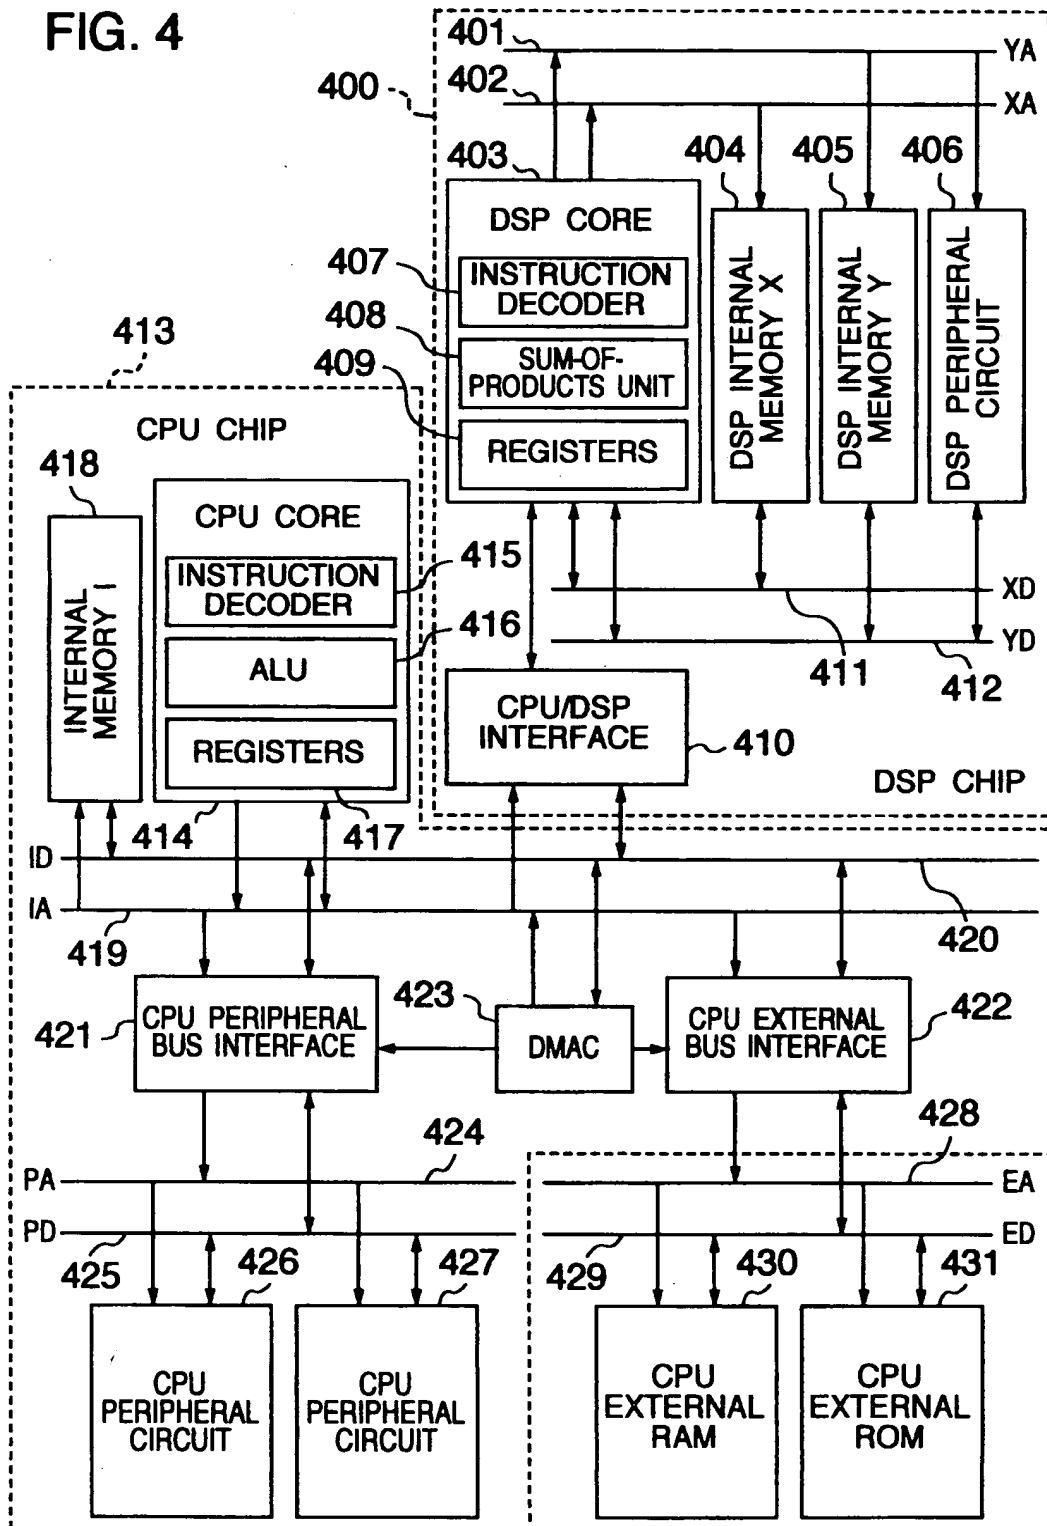 FIG. 4
401
YA
400
402
XA
403
404
405
406
DSP CORE
407
INSTRUCTION
DECODER
408
SUM-OF-
PRODUCTS UNIT
409
REGISTERS
DSP INTERNAL
MEMORY X
DSP INTERNAL
MEMORY Y
DSP PERIPHERAL
CIRCUIT
413
CPU CHIP
418
INTERNAL
MEMORY I
CPU CORE
INSTRUCTION
DECODER
415
ALU
416
REGISTERS
414
417
XD
411
YD
412
CPU/DSP
INTERFACE
410
DSP CHIP
ID
IA
419
420
421
CPU PERIPHERAL
BUS INTERFACE
423
DMAC
CPU EXTERNAL
BUS INTERFACE
422
424
428
PA
EA
PD
ED
425
426
427
429
430
431
CPU
PERIPHERAL
CIRCUIT
CPU
PERIPHERAL
CIRCUIT
CPU
EXTERNAL
RAM
CPU
EXTERNAL
ROM